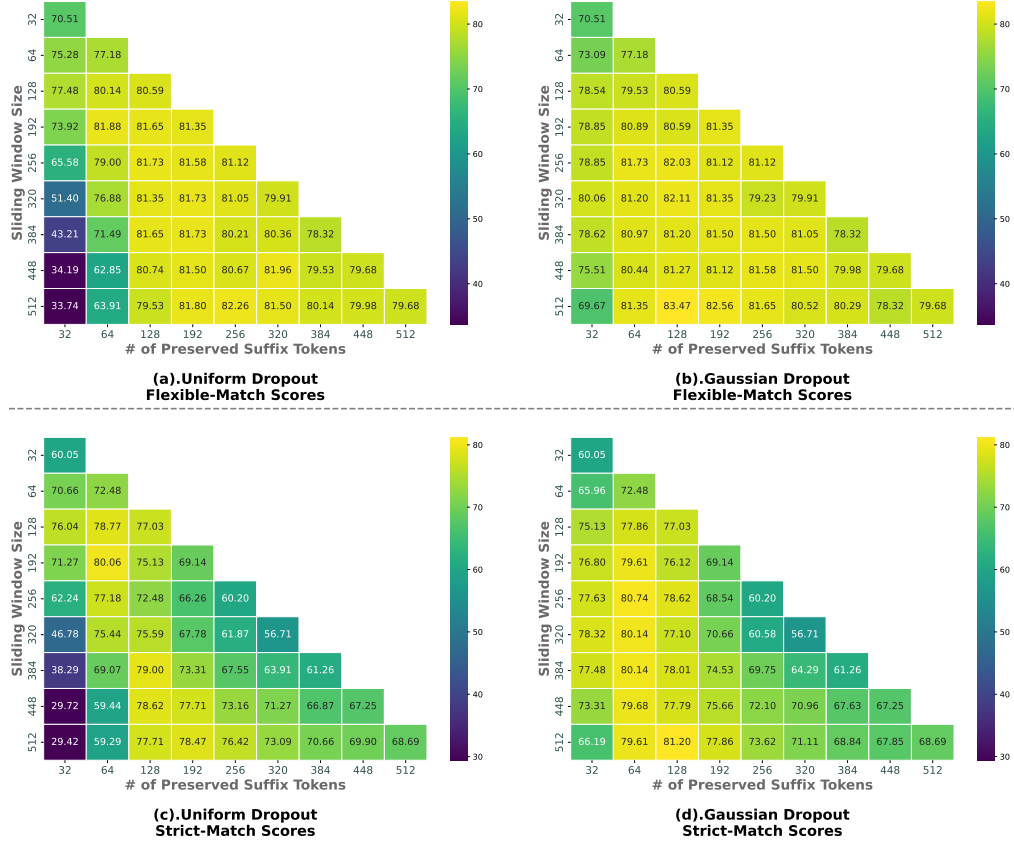 32 70.51
64 75.28 77.18
128 77.48 80.14 80.59
192 73.92 81.88 81.65 81.35
256 65.58 79.00 81.73 81.58 81.12
320 51.40 76.88 81.35 81.73 81.05 79.91
384 43.21 71.49 81.65 81.73 80.21 80.36 78.32
448 34.19 62.85 80.74 81.50 80.67 81.96 79.53 79.68
512 33.74 63.91 79.53 81.80 82.26 81.50 80.14 79.98 79.68
32 64 128 192 256 320 384 448 512
Sliding Window Size
# of Preserved Suffix Tokens
80
70
60
50
40
(a).Uniform Dropout
Flexible-Match Scores
32 70.51
64 73.09 77.18
128 78.54 79.53 80.59
192 78.85 80.89 80.59 81.35
256 78.85 81.73 82.03 81.12 81.12
320 80.06 81.20 82.11 81.35 79.23 79.91
384 78.62 80.97 81.20 81.50 81.50 81.05 78.32
448 75.51 80.44 81.27 81.12 81.58 81.50 79.98 79.68
512 69.67 81.35 83.47 82.56 81.65 80.52 80.29 78.32 79.68
32 64 128 192 256 320 384 448 512
Sliding Window Size
# of Preserved Suffix Tokens
80
70
60
50
40
(b).Gaussian Dropout
Flexible-Match Scores
32 60.05
64 70.66 72.48
128 76.04 78.77 77.03
192 71.27 80.06 75.13 69.14
256 62.24 77.18 72.48 66.26 60.20
320 46.78 75.44 75.59 67.78 61.87 56.71
384 38.29 69.07 79.00 73.31 67.55 63.91 61.26
448 29.72 59.44 78.62 77.71 73.16 71.27 66.87 67.25
512 29.42 59.29 77.71 78.47 76.42 73.09 70.66 69.90 68.69
32 64 128 192 256 320 384 448 512
Sliding Window Size
# of Preserved Suffix Tokens
80
70
60
50
40
30
(c).Uniform Dropout
Strict-Match Scores
32 60.05
64 65.96 72.48
128 75.13 77.86 77.03
192 76.80 79.61 76.12 69.14
256 77.63 80.74 78.62 68.54 60.20
320 78.32 80.14 77.10 70.66 60.58 56.71
384 77.48 80.14 78.01 74.53 69.75 64.29 61.26
448 73.31 79.68 77.79 75.66 72.10 70.96 67.63 67.25
512 66.19 79.61 81.20 77.86 73.62 71.11 68.84 67.85 68.69
32 64 128 192 256 320 384 448 512
Sliding Window Size
# of Preserved Suffix Tokens
80
70
60
50
40
30
(d).Gaussian Dropout
Strict-Match Scores